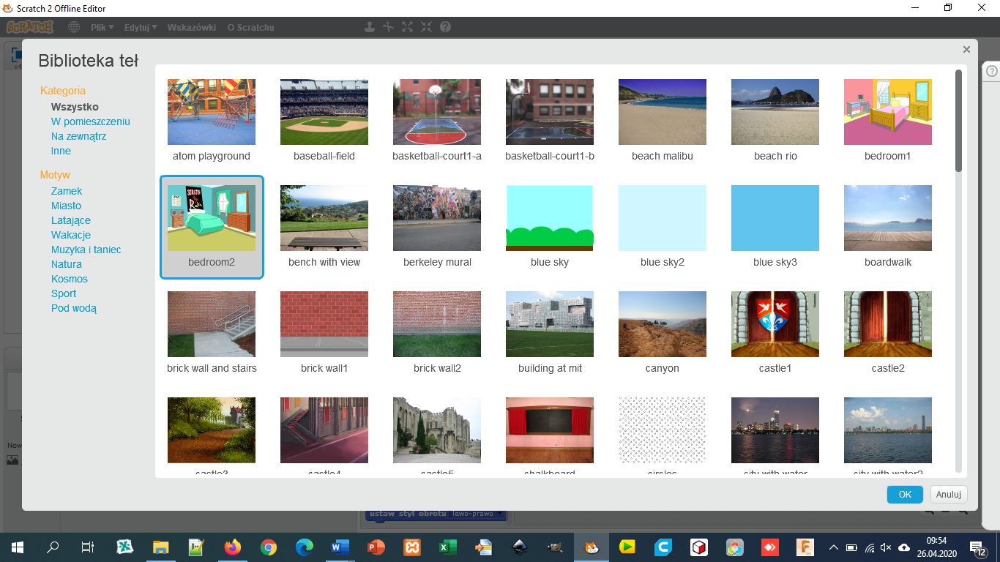 Scratch 2 Offline Editor
SCRATCH Plik Edytuj Wskazówki O Scratchu
Biblioteka teł
Kategoria
Wszystko
W pomieszczeniu
Na zewnątrz
Inne
Motyw
Zamek
Miasto
Latające
Wakacje
Muzyka i taniec
Natura
Kosmos
Sport
Pod wodą
atom playground baseball-field basketball-court1-a basketball-court1-b beach malibu beach rio bedroom1
SCRATCH
bedroom2 bench with view berkeley mural blue sky blue sky2 blue sky3 boardwalk
brick wall and stairs brick wall1 brick wall2 building at mit canyon castle1 castle2
castle3 castle4 castle5 chalkboard circles city with water city with water2
OK Anuluj
ustaw styl obrotu lewo-prawo
09:54
26.04.2020
12